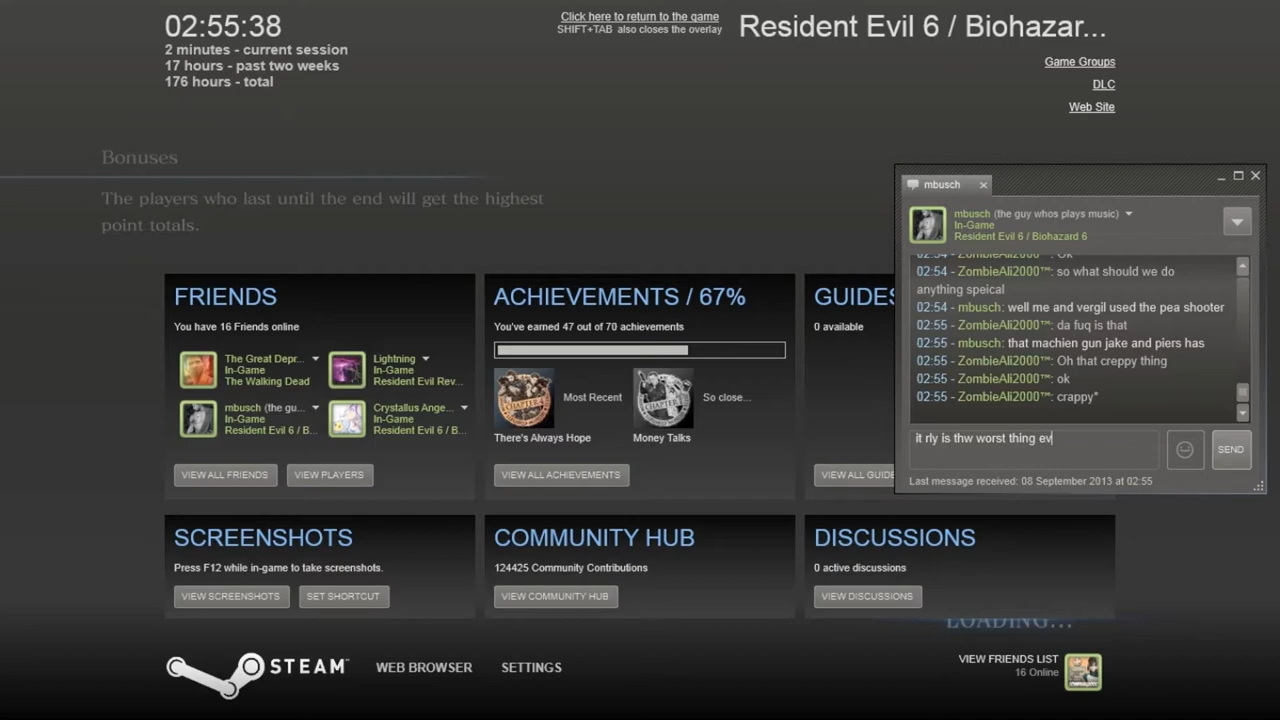 02:55:38
2 minutes - current session
17 hours - past two weeks
176 hours - total
Click here to return to the game
SHIFT+TAB also closes the overlay
Resident Evil 6 / Biohazar...
Game Groups
DLC
Web Site
Bonuses
The players who last until the end will get the highest
point totals.
FRIENDS
You have 16 Friends online
The Great Depr...
In-Game
The Walking Dead
Lightning
In-Game
Resident Evil Rev...
mbusch (the gu...
In-Game
Resident Evil 6 / B...
Crystallus Ange...
In-Game
Resident Evil 6 / B...
VIEW ALL FRIENDS
VIEW PLAYERS
ACHIEVEMENTS / 67%
You've earned 47 out of 70 achievements
CHAPTER 4
Most Recent
So close...
There's Always Hope
Money Talks
VIEW ALL ACHIEVEMENTS
GUIDES
0 available
VIEW ALL GUIDE
mbusch
mbusch (the guy whos plays music)
In-Game
Resident Evil 6 / Biohazard 6
02:54 - ZombieAli2000™: Ok
02:54 - ZombieAli2000™: so what should we do
anything speical
02:54 - mbusch: well me and vergil used the pea shooter
02:55 - ZombieAli2000™: da fuq is that
02:55 - mbusch: that machien gun jake and piers has
02:55 - ZombieAli2000™: Oh that creppy thing
02:55 - ZombieAli2000™: ok
02:55 - ZombieAli2000™: crappy*
it rly is thw worst thing ev
SEND
Last message received: 08 September 2013 at 02:55
SCREENSHOTS
Press F12 while in-game to take screenshots.
VIEW SCREENSHOTS
SET SHORTCUT
COMMUNITY HUB
124425 Community Contributions
VIEW COMMUNITY HUB
DISCUSSIONS
0 active discussions
VIEW DISCUSSIONS
LOADING...
STEAM™
WEB BROWSER
SETTINGS
VIEW FRIENDS LIST
16 Online